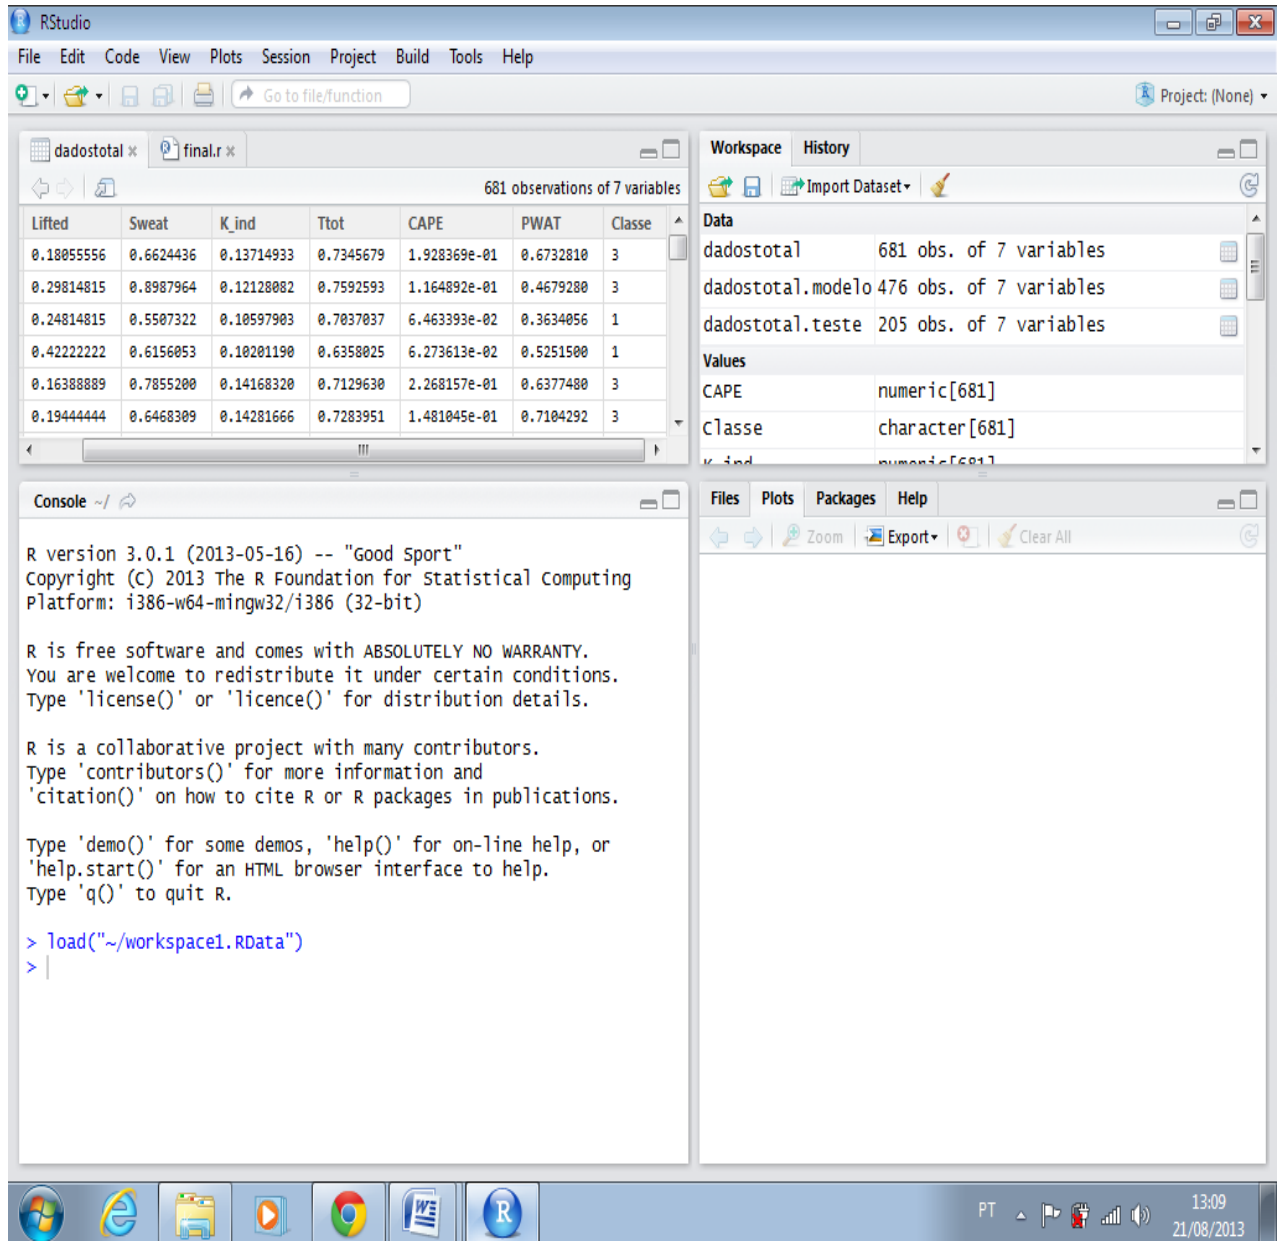 RStudio
File Edit Code View Plots Session Project Build Tools Help
Go to file/function
Project: (None)
dadostotal
final.r
681 observations of 7 variables
Lifted Sweat K_ind Ttot CAPE PWAT Classe
0.18055556 0.6624436 0.13714933 0.7345679 1.928369e-01 0.6732810 3
0.29814815 0.8987964 0.12128082 0.7592593 1.164892e-01 0.4679280 3
0.24814815 0.5507322 0.10597903 0.7037037 6.463393e-02 0.3634056 1
0.42222222 0.6156053 0.10201190 0.6358025 6.273613e-02 0.5251500 1
0.16388889 0.7855200 0.14168320 0.7129630 2.268157e-01 0.6377480 3
0.19444444 0.6468309 0.14281666 0.7283951 1.481045e-01 0.7104292 3
Workspace History
Import Dataset
Data
dadostotal 681 obs. of 7 variables
dadostotal.modelo 476 obs. of 7 variables
dadostotal.teste 205 obs. of 7 variables
Values
CAPE numeric[681]
Classe character[681]
K_ind numeric[681]
Console ~/
R version 3.0.1 (2013-05-16) -- "Good Sport"
Copyright (C) 2013 The R Foundation for Statistical Computing
Platform: i386-w64-mingw32/i386 (32-bit)
R is free software and comes with ABSOLUTELY NO WARRANTY.
You are welcome to redistribute it under certain conditions.
Type 'license()' or 'licence()' for distribution details.
R is a collaborative project with many contributors.
Type 'contributors()' for more information and
'citation()' on how to cite R or R packages in publications.
Type 'demo()' for some demos, 'help()' for on-line help, or
'help.start()' for an HTML browser interface to help.
Type 'q()' to quit R.
> load("~/workspace1.RData")
>
Files Plots Packages Help
Zoom Export Clear All
PT
13:09
21/08/2013